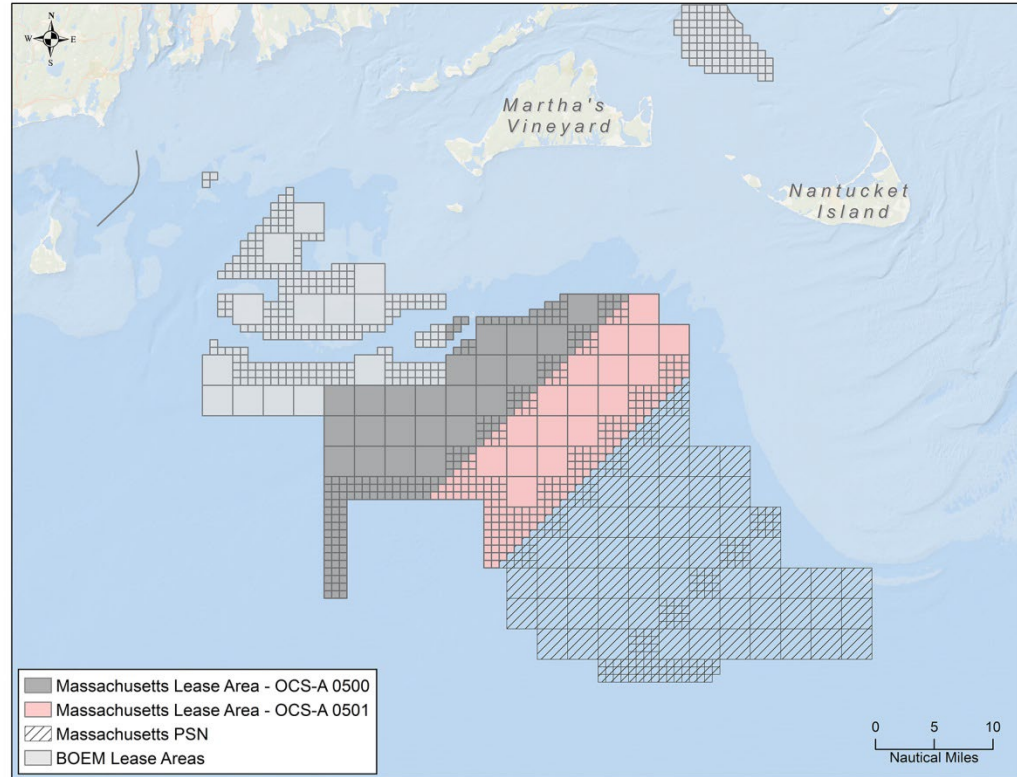 N
W E
S
Martha's
Vineyard
Nantucket
Island
Massachusetts Lease Area - OCS-A 0500
Massachusetts Lease Area - OCS-A 0501
Massachusetts PSN
BOEM Lease Areas
0 5 10
Nautical Miles